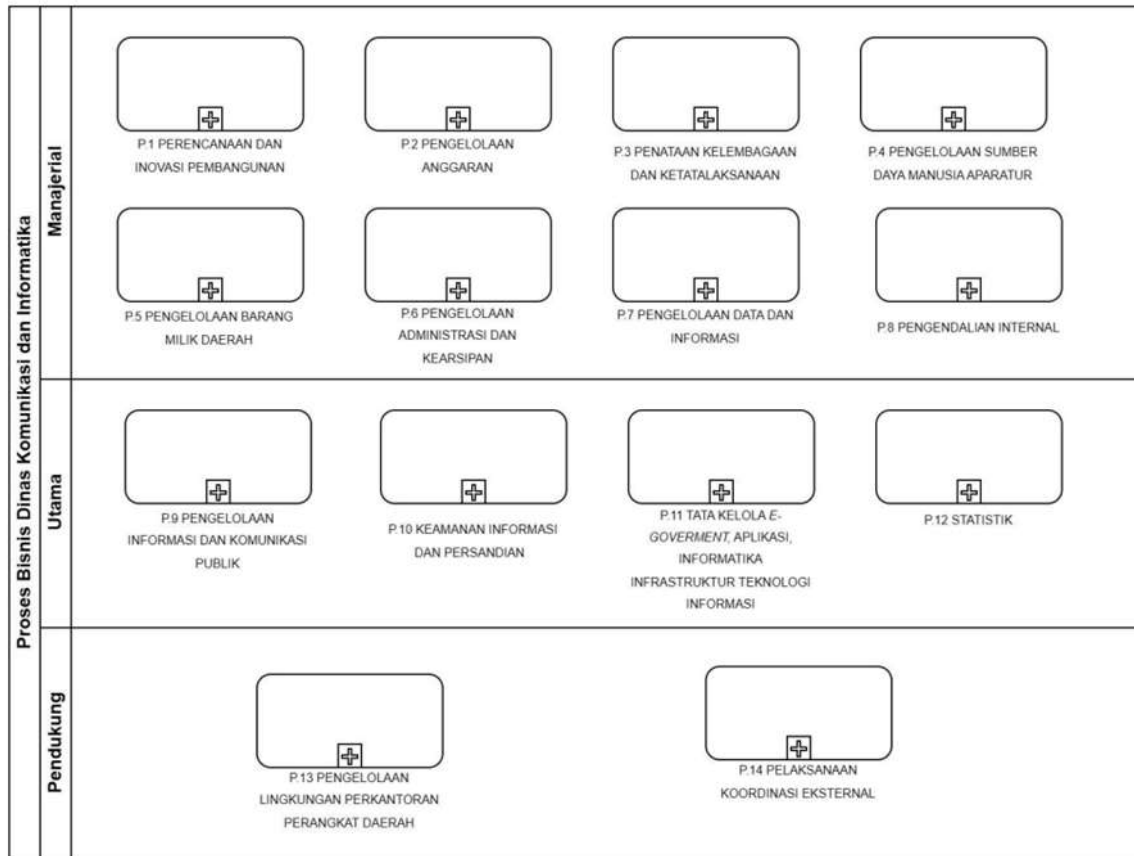 Proses Bisnis Dinas Komunikasi dan Informatika
Manajerial
P.1 PERENCANAAN DAN
INOVASI PEMBANGUNAN
P.2 PENGELOLAAN
ANGGARAN
P.3 PENATAAN KELEMBAGAAN
DAN KETATALAKSANAAN
P.4 PENGELOLAAN SUMBER
DAYA MANUSIA APARATUR
P.5 PENGELOLAAN BARANG
MILIK DAERAH
P.6 PENGELOLAAN
ADMINISTRASI DAN
KEARSIPAN
P.7 PENGELOLAAN DATA DAN
INFORMASI
P.8 PENGENDALIAN INTERNAL
Utama
P.9 PENGELOLAAN
INFORMASI DAN KOMUNIKASI
PUBLIK
P.10 KEAMANAN INFORMASI
DAN PERSANDIAN
P.11 TATA KELOLA E-
GOVERMENT, APLIKASI,
INFORMATIKA
INFRASTRUKTUR TEKNOLOGI
INFORMASI
P.12 STATISTIK
Pendukung
P.13 PENGELOLAAN
LINGKUNGAN PERKANTORAN
PERANGKAT DAERAH
P.14 PELAKSANAAN
KOORDINASI EKSTERNAL